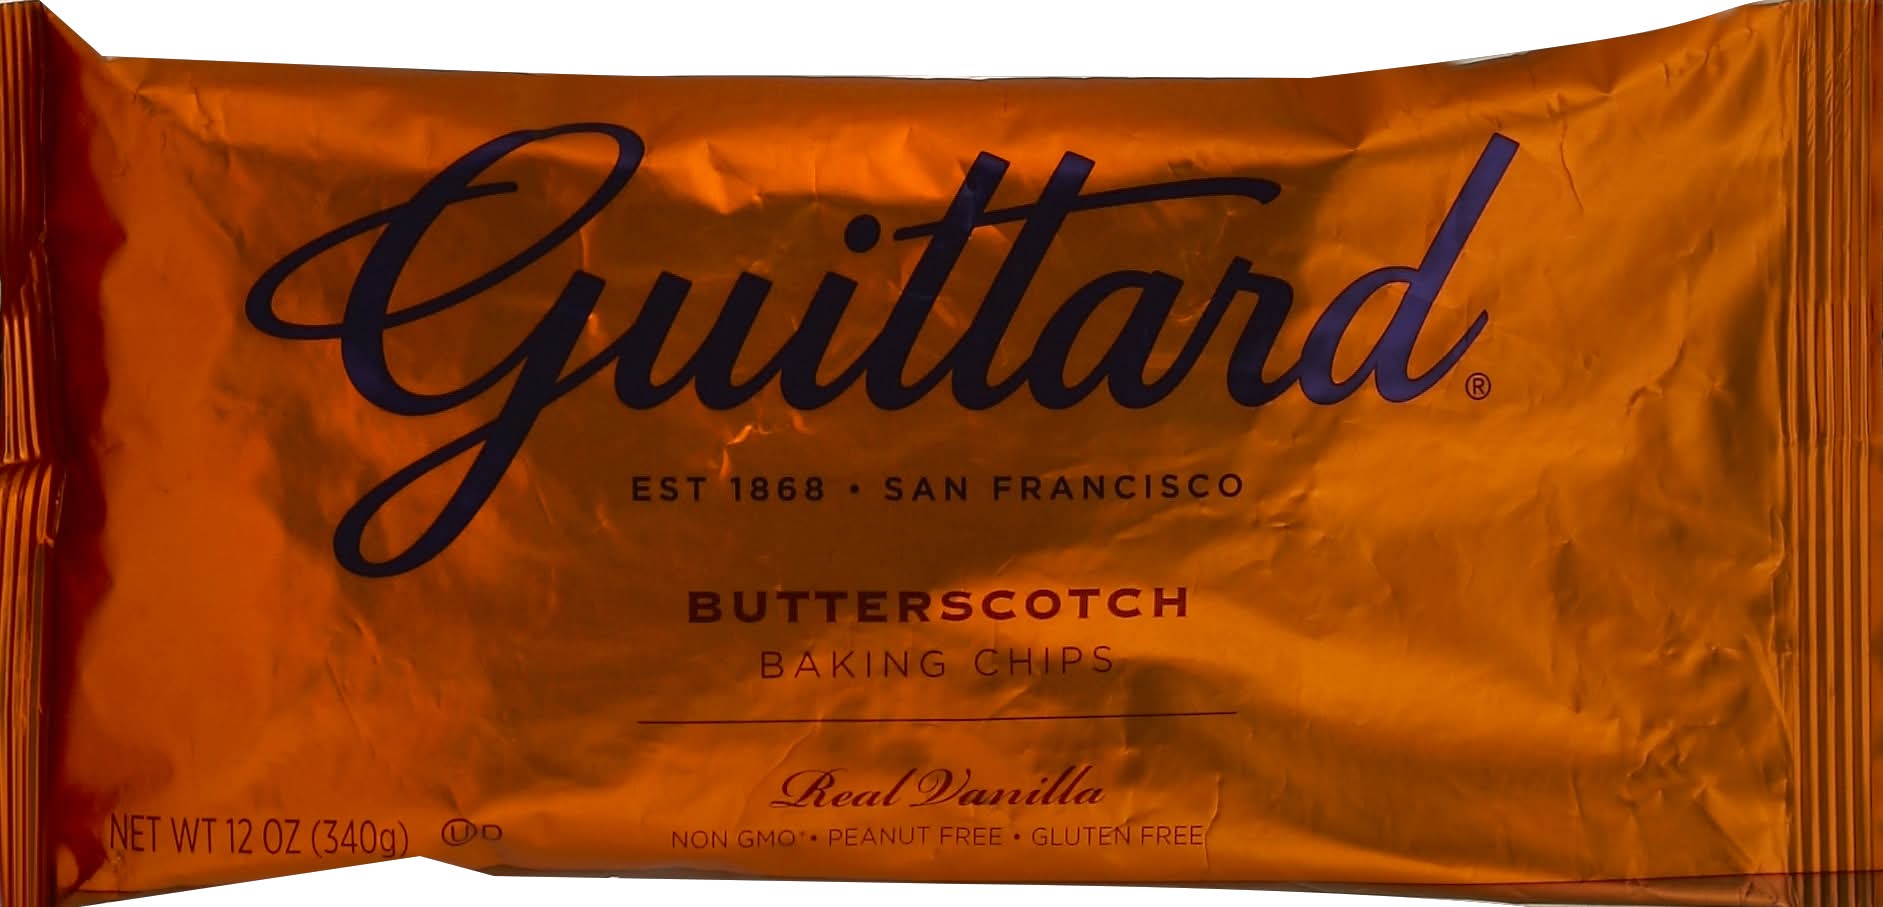 Guittard®
EST 1868 • SAN FRANCISCO
BUTTERSCOTCH
BAKING CHIPS
Real Vanilla
NON GMO⁺• PEANUT FREE • GLUTEN FREE
NET WT 12 OZ (340g) Ⓤ D